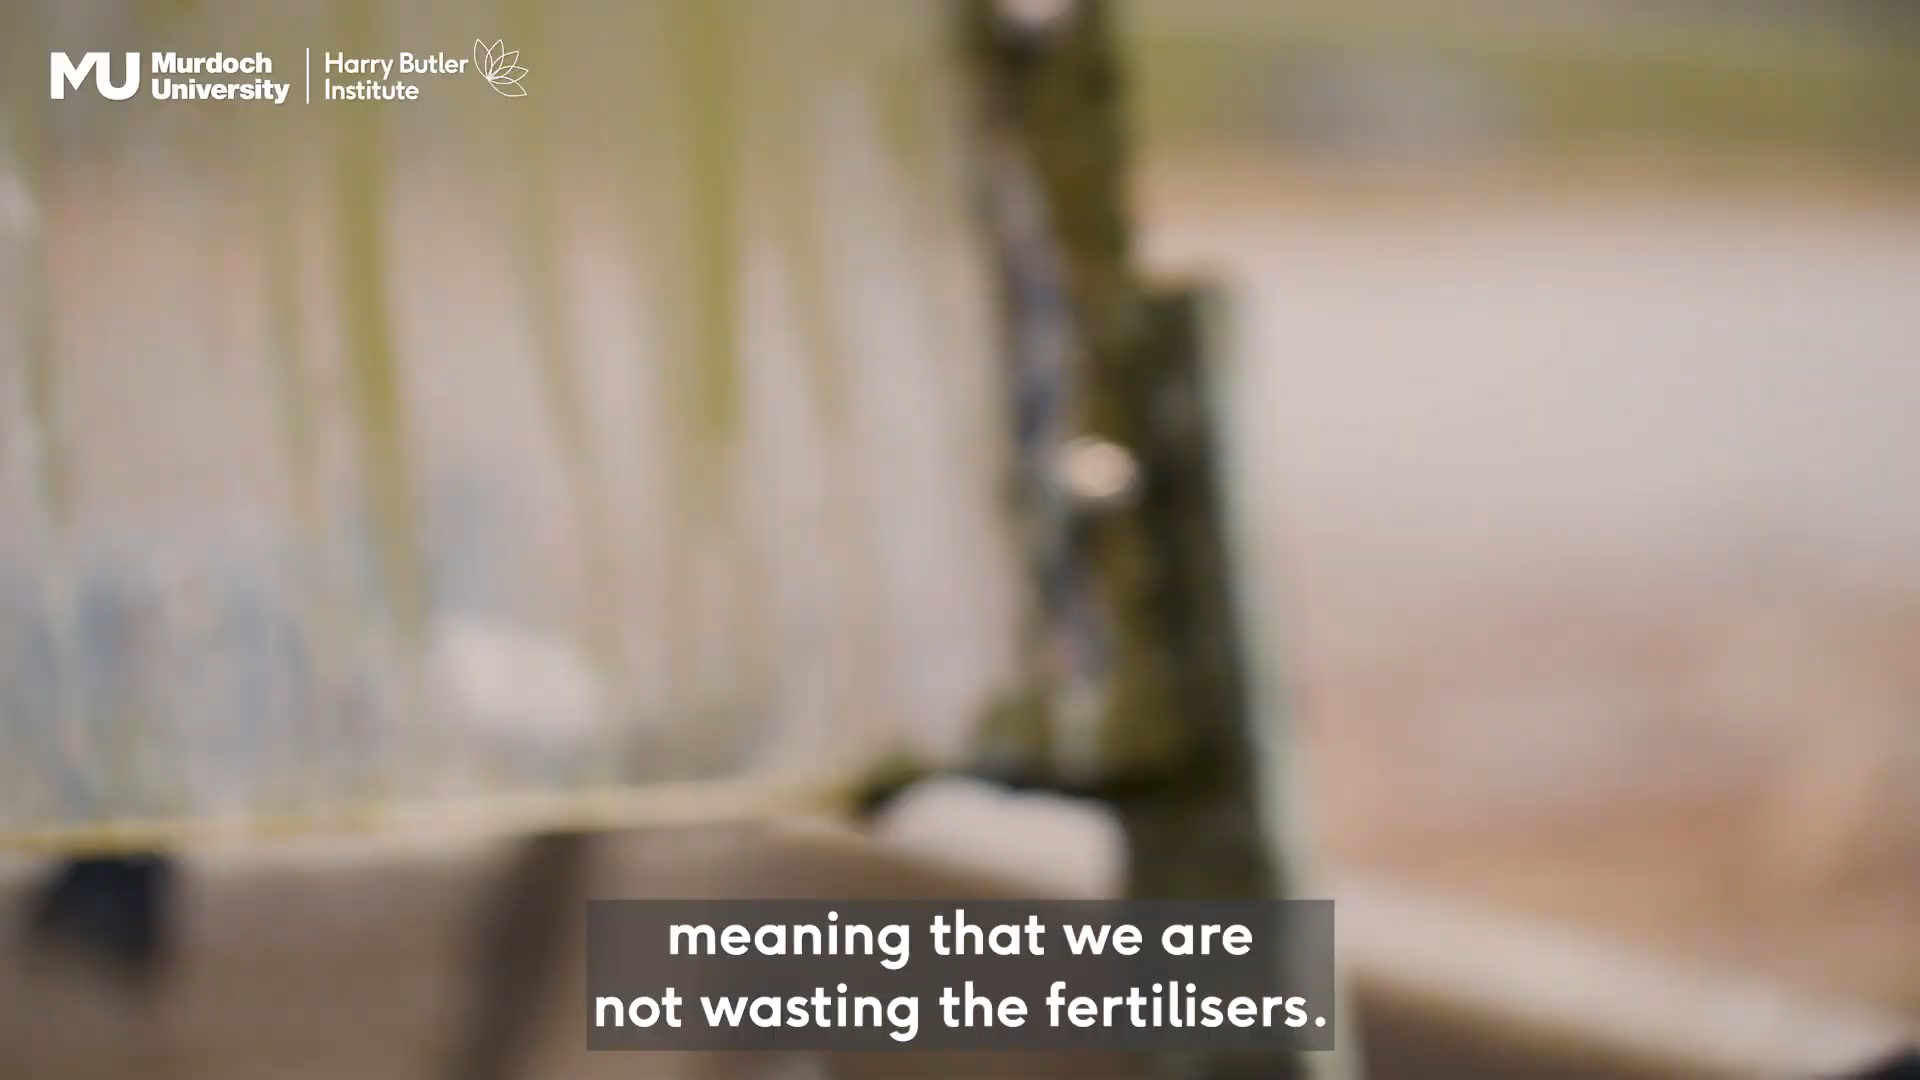 MU Murdoch University | Harry Butler Institute
meaning that we are
not wasting the fertilisers.